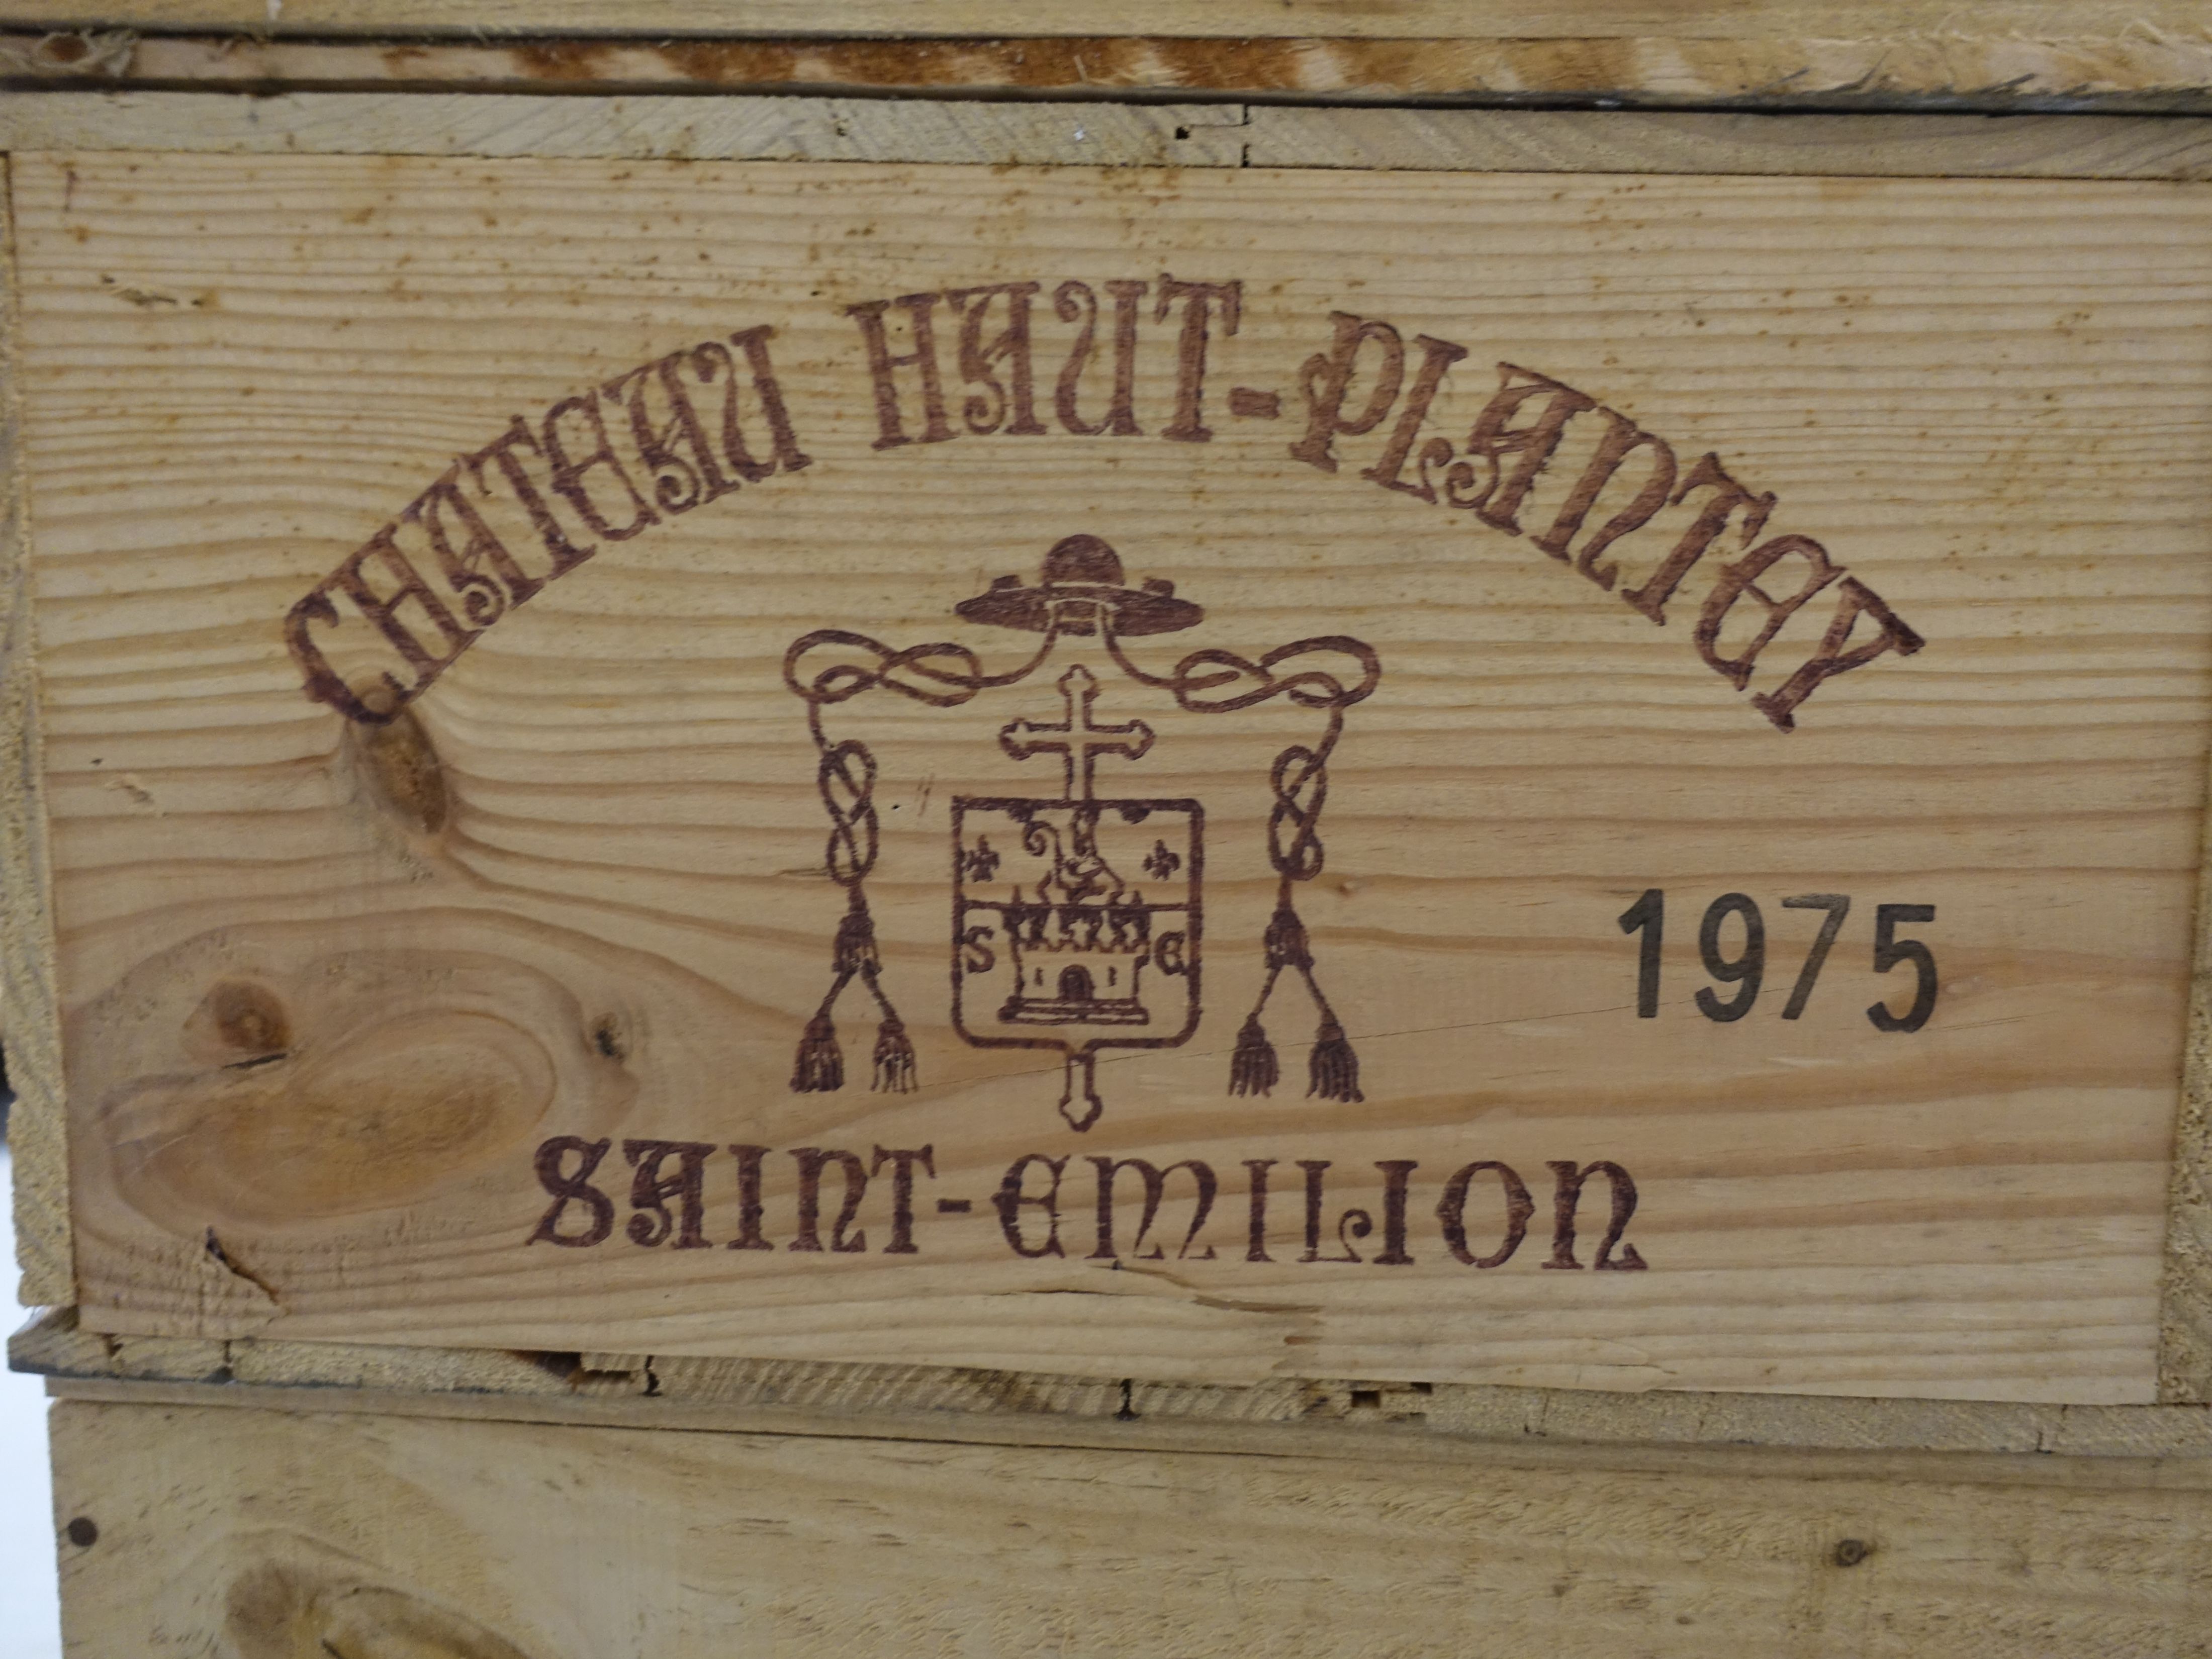 CHATEAU HAUT-PLANTEY
S E
1975
SAINT-EMILION